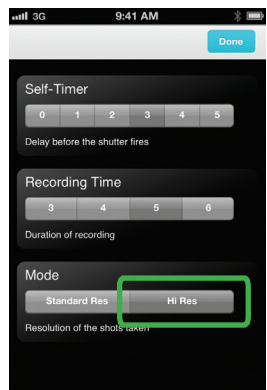 3G 9:41 AM
Done
Self-Timer
0 1 2 3 4 5
Delay before the shutter fires
Recording Time
3 4 5 6
Duration of recording
Mode
Standard Res Hi Res
Resolution of the shots taken